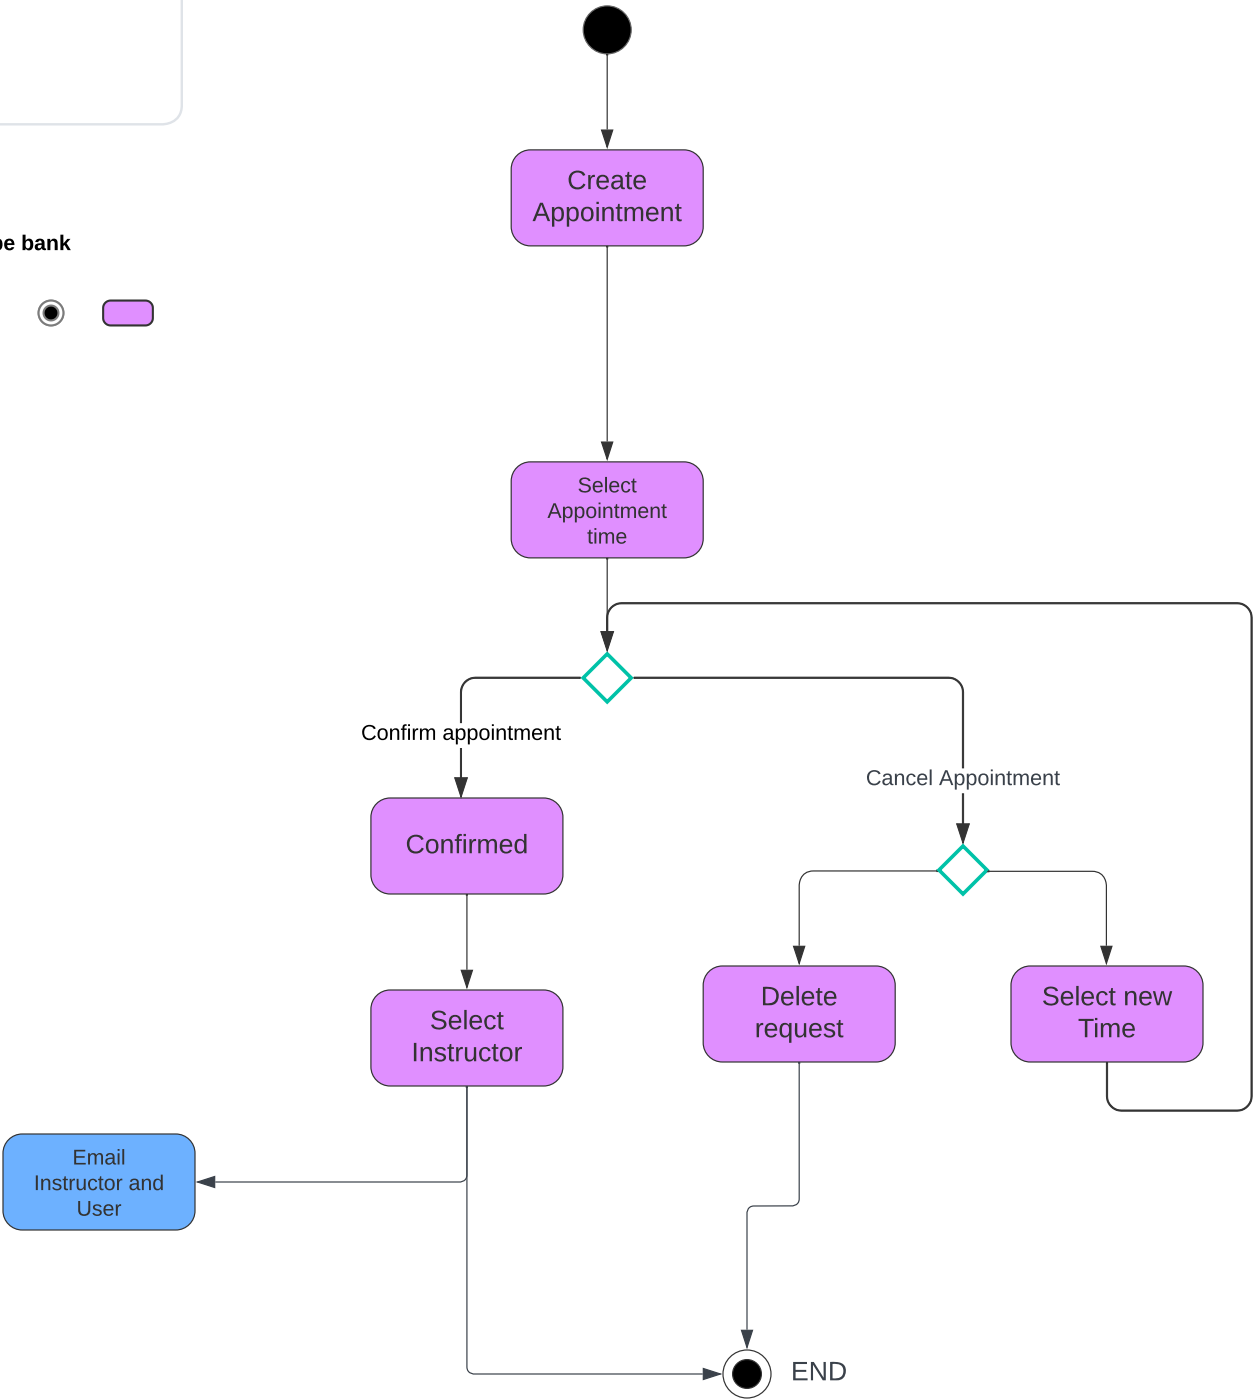 Create
Appointment
be bank
Select
Appointment
time
Confirm appointment
Cancel Appointment
Confirmed
Delete
request
Select new
Time
Select
Instructor
Email
Instructor and
User
END